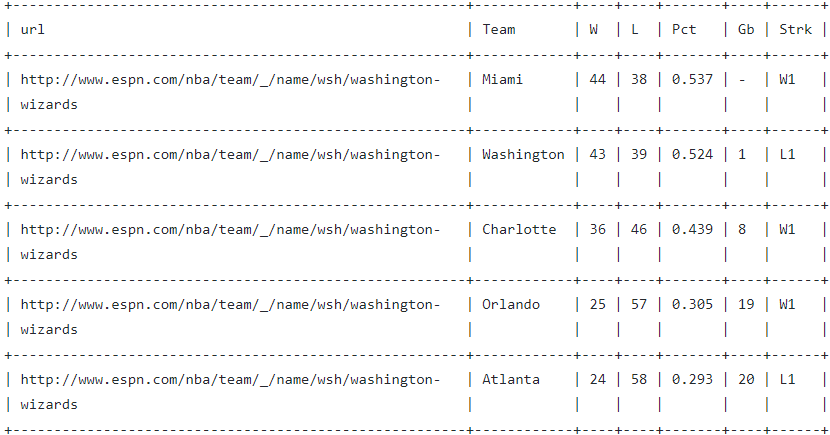 +-------------------------------------------------------+------------+----+----+-------+----+------+
| url | Team | W | L | Pct | Gb | Strk |
+-------------------------------------------------------+------------+----+----+-------+----+------+
| http://www.espn.com/nba/team/_/name/wsh/washington- | Miami | 44 | 38 | 0.537 | - | W1 |
| wizards | | | | | | |
+-------------------------------------------------------+------------+----+----+-------+----+------+
| http://www.espn.com/nba/team/_/name/wsh/washington- | Washington | 43 | 39 | 0.524 | 1 | L1 |
| wizards | | | | | | |
+-------------------------------------------------------+------------+----+----+-------+----+------+
| http://www.espn.com/nba/team/_/name/wsh/washington- | Charlotte | 36 | 46 | 0.439 | 8 | W1 |
| wizards | | | | | | |
+-------------------------------------------------------+------------+----+----+-------+----+------+
| http://www.espn.com/nba/team/_/name/wsh/washington- | Orlando | 25 | 57 | 0.305 | 19 | W1 |
| wizards | | | | | | |
+-------------------------------------------------------+------------+----+----+-------+----+------+
| http://www.espn.com/nba/team/_/name/wsh/washington- | Atlanta | 24 | 58 | 0.293 | 20 | L1 |
| wizards | | | | | | |
+-------------------------------------------------------+------------+----+----+-------+----+------+